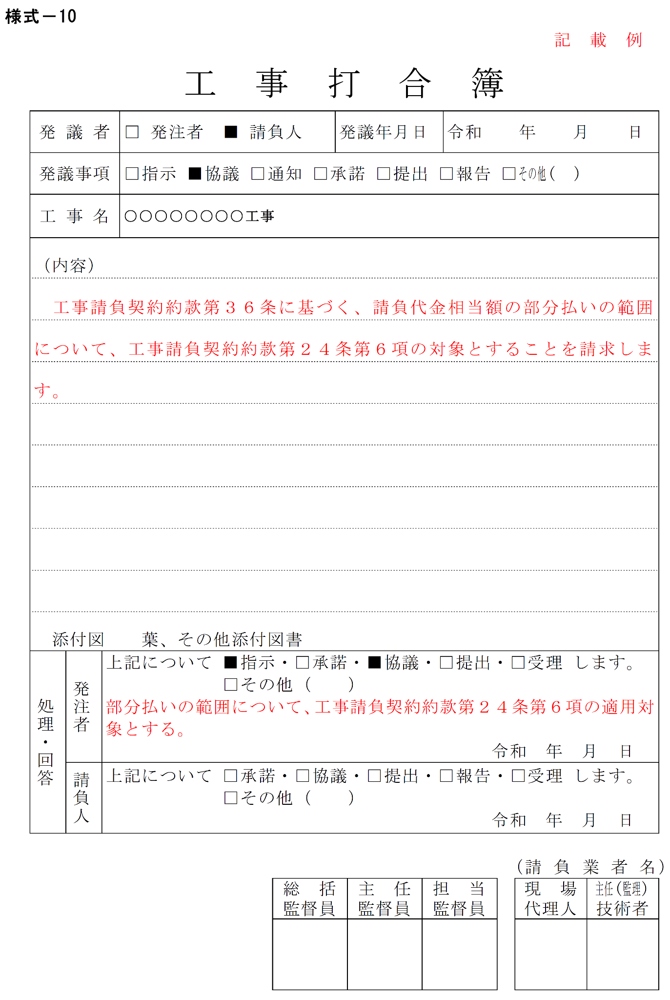 様式－10
記　載　例
工　事　打　合　簿
発 議 者　□ 発注者　■ 請負人　発議年月日　令和　　年　　月　　日
発議事項　□指示 ■協議 □通知 □承諾 □提出 □報告 □その他(　)
工 事 名　○○○○○○○○工事
（内容）
　工事請負契約約款第３６条に基づく、請負代金相当額の部分払いの範囲
について、工事請負契約約款第２４条第６項の対象とすることを請求しま
す。
添付図　　葉、その他添付図書
処理・回答
発注者
上記について ■指示・□承諾・■協議・□提出・□受理 します。
□その他（　　）
部分払いの範囲について、工事請負契約約款第２４条第６項の適用対
象とする。
令和　年　月　日
請負人
上記について □承諾・□協議・□提出・□報告・□受理 します。
□その他（　　）
令和　年　月　日
（請 負 業 者 名）
総　括　主　任　担　当　現　場　主任(監理)
監督員　監督員　監督員　代理人　技術者